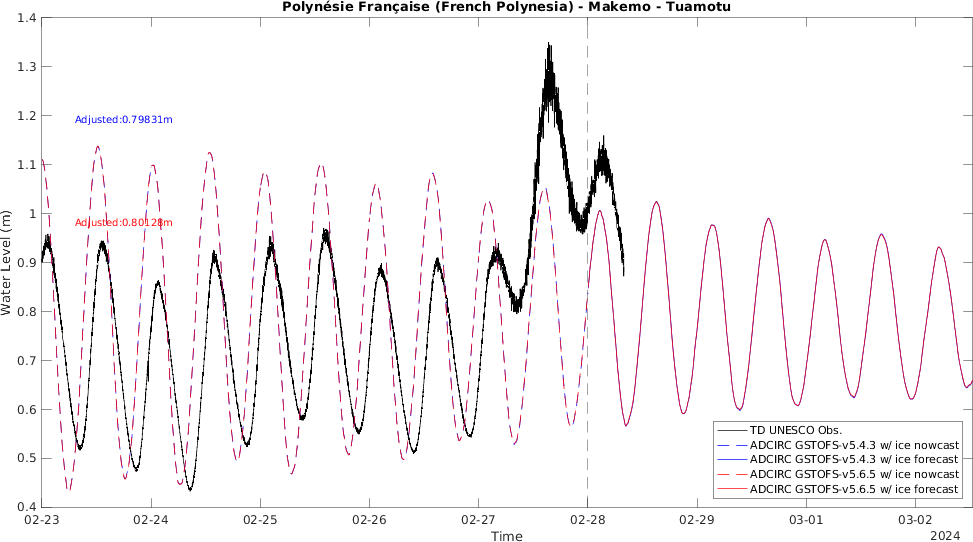 Polynésie Française (French Polynesia) - Makemo - Tuamotu
1.4
1.3
1.2
1.1
1
0.9
0.8
0.7
0.6
0.5
0.4
Water Level (m)
Adjusted:0.79831m
Adjusted:0.80128m
TD UNESCO Obs.
ADCIRC GSTOFS-v5.4.3 w/ ice nowcast
ADCIRC GSTOFS-v5.4.3 w/ ice forecast
ADCIRC GSTOFS-v5.6.5 w/ ice nowcast
ADCIRC GSTOFS-v5.6.5 w/ ice forecast
02-23 02-24 02-25 02-26 02-27 02-28 02-29 03-01 03-02
Time
2024